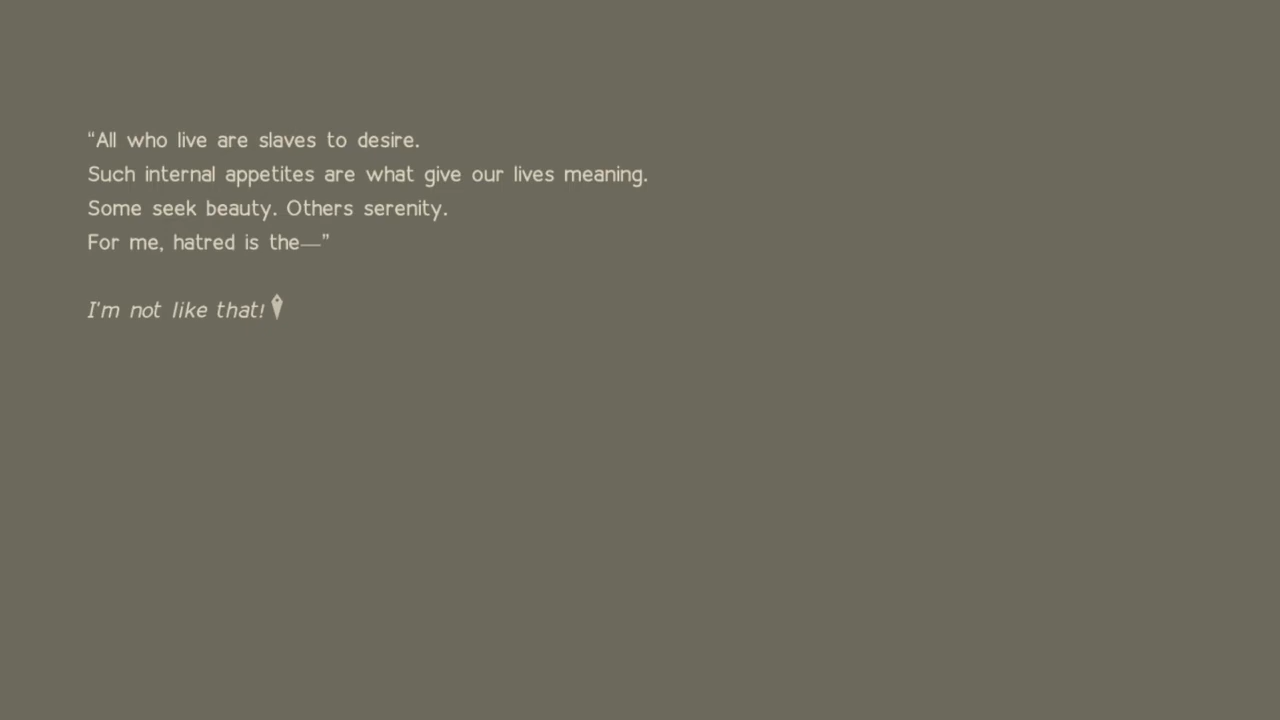 “All who live are slaves to desire.
Such internal appetites are what give our lives meaning.
Some seek beauty. Others serenity.
For me, hatred is the—”
I'm not like that!